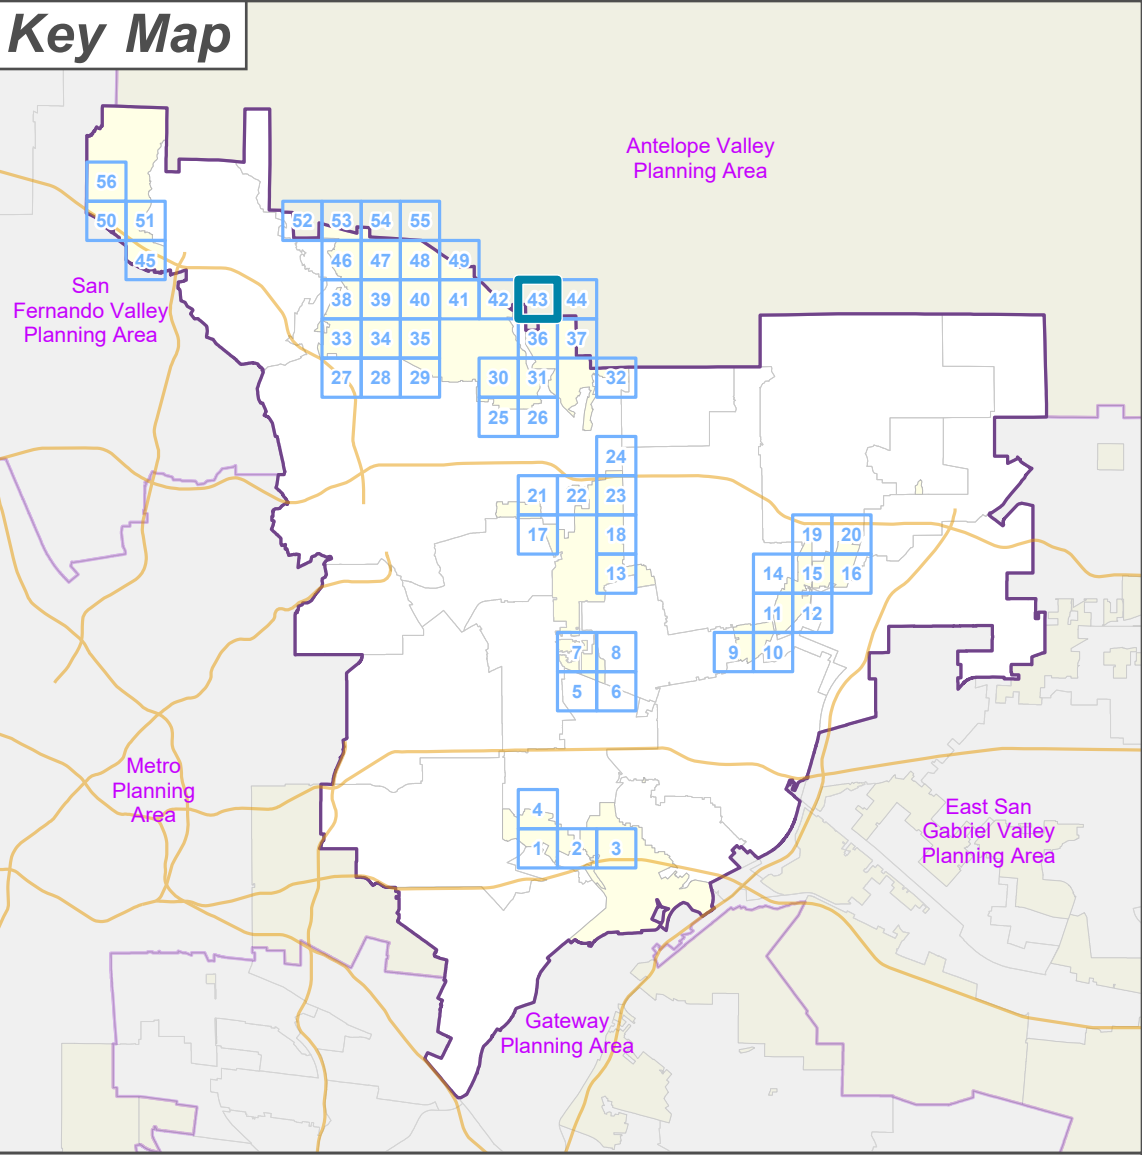 Key Map
Antelope Valley
Planning Area
56
50 51
52 53 54 55
45
46 47 48 49
San
Fernando Valley
Planning Area
38 39 40 41 42 43 44
33 34 35 36 37
27 28 29 30 31 32
25 26
24
21 22 23
17 18 19 20
13 14 15 16
11 12
7 8 9 10
5 6
Metro
Planning
Area
4
East San
Gabriel Valley
Planning Area
1 2 3
Gateway
Planning Area